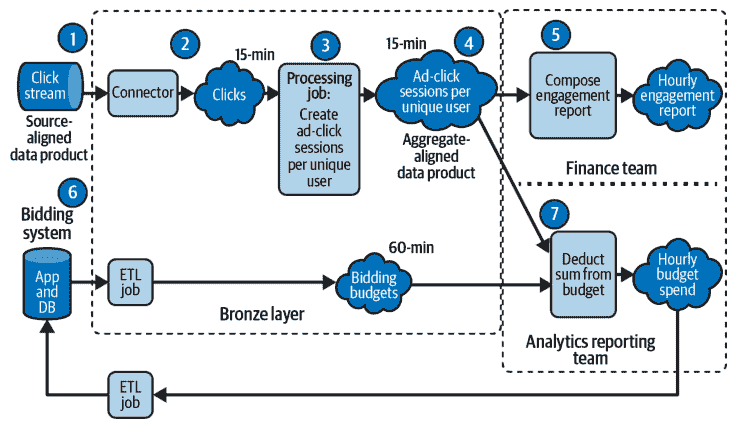 1
Click
stream
Source-
aligned
data product
Connector
2
15-min
Clicks
3
Processing
job:
Create
ad-click
sessions
per unique
user
15-min
4
Ad-click
sessions per
unique user
Aggregate-
aligned
data product
5
Compose
engagement
report
Hourly
engagement
report
Finance team
6
Bidding
system
App
and
DB
ETL
job
60-min
Bidding
budgets
Bronze layer
7
Deduct
sum from
budget
Hourly
budget
spend
Analytics reporting
team
ETL
job